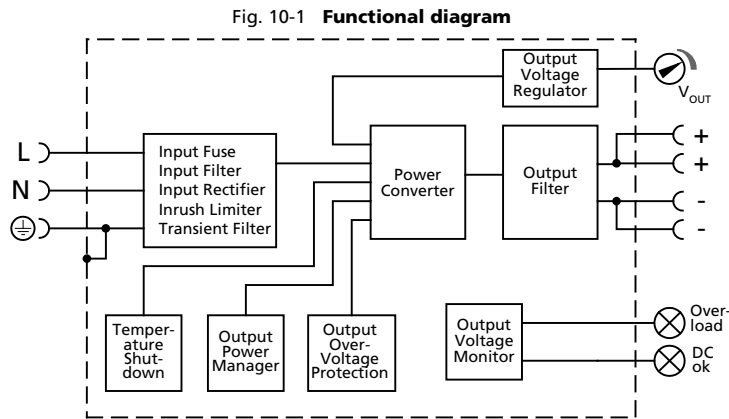 Fig. 10-1 Functional diagram
Output
Voltage
Regulator
V_OUT
L
N
Input Fuse
Input Filter
Input Rectifier
Inrush Limiter
Transient Filter
Power
Converter
Output
Filter
+
+
-
-
Temper-
ature
Shut-
down
Output
Power
Manager
Output
Over-
Voltage
Protection
Output
Voltage
Monitor
Over-
load
DC
ok